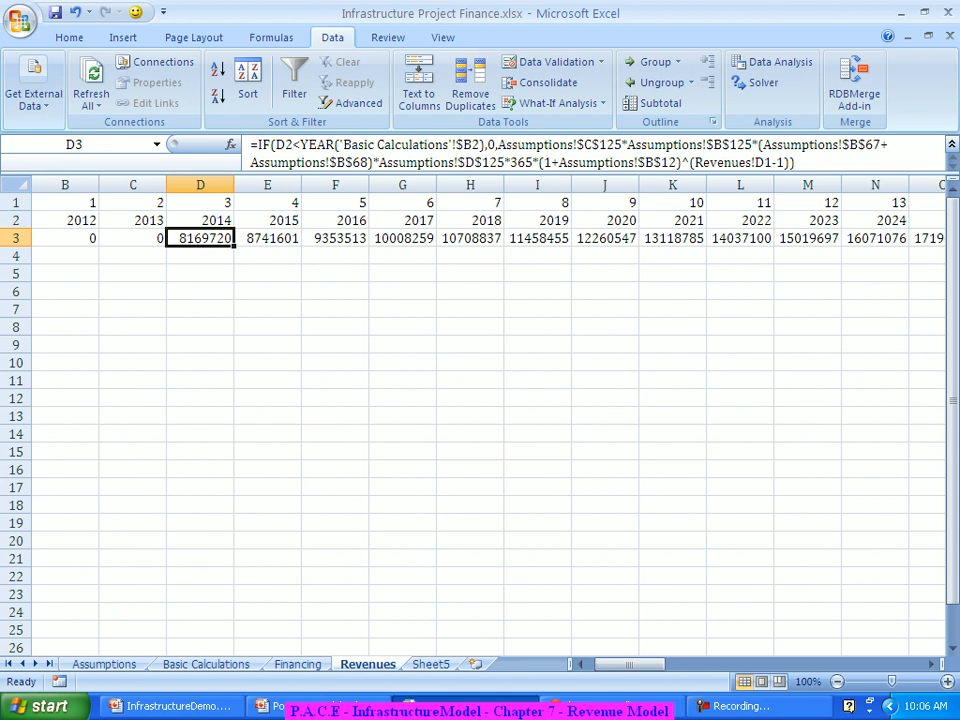 Infrastructure Project Finance.xlsx - Microsoft Excel
Home Insert Page Layout Formulas Data Review View
Get External Data
Refresh All
Connections
Properties
Edit Links
Connections
Sort
Filter
Clear
Reapply
Advanced
Sort & Filter
Text to Columns
Remove Duplicates
Data Validation
Consolidate
What-If Analysis
Data Tools
Group
Ungroup
Subtotal
Outline
Data Analysis
Solver
Analysis
RDBMerge Add-in
Merge
D3
fx
=IF(D2<YEAR('Basic Calculations'!$B2),0,Assumptions!$C$125*Assumptions!$B$125*(Assumptions!$B$67+
Assumptions!$B$68)*Assumptions!$D$125*365*(1+Assumptions!$B$12)^(Revenues!D1-1))
B C D E F G H I J K L M N
1 1 2 3 4 5 6 7 8 9 10 11 12 13
2 2012 2013 2014 2015 2016 2017 2018 2019 2020 2021 2022 2023 2024
3 0 0 8169720 8741601 9353513 10008259 10708837 11458455 12260547 13118785 14037100 15019697 16071076 1719
4
5
6
7
8
9
10
11
12
13
14
15
16
17
18
19
20
21
22
23
24
25
26
Assumptions Basic Calculations Financing Revenues Sheet5
Ready
100%
start
InfrastructureDemo....
Po
P.A.C.E - InfrastructureModel - Chapter 7 - Revenue Model
Recording...
10:06 AM